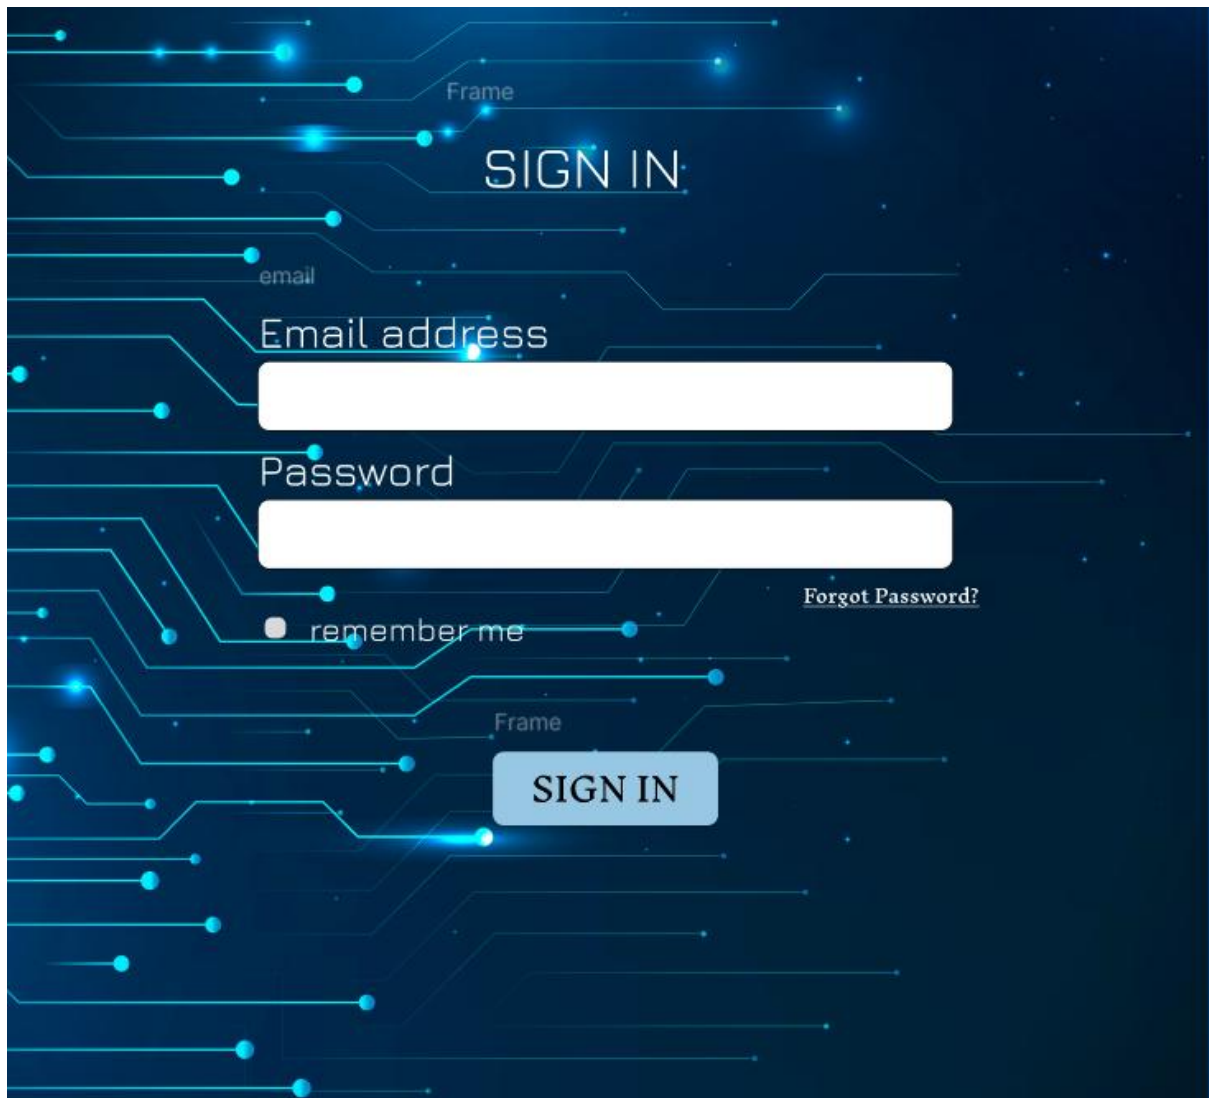 Frame
SIGN IN
email
Email address
Password
Forgot Password?
remember me
Frame
SIGN IN